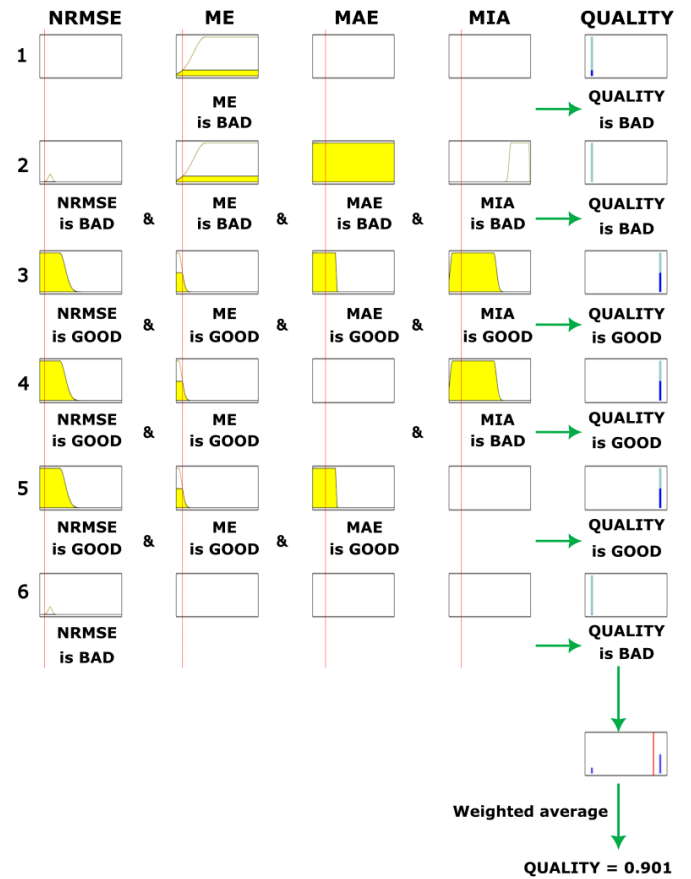 NRMSE ME MAE MIA QUALITY
1
ME QUALITY
is BAD is BAD
2
NRMSE ME MAE MIA QUALITY
is BAD & is BAD & is BAD & is BAD is BAD
3
NRMSE ME MAE MIA QUALITY
is GOOD & is GOOD & is GOOD & is GOOD is GOOD
4
NRMSE ME MIA QUALITY
is GOOD & is GOOD & is BAD is GOOD
5
NRMSE ME MAE QUALITY
is GOOD & is GOOD & is GOOD is GOOD
6
NRMSE QUALITY
is BAD is BAD
Weighted average
QUALITY = 0.901